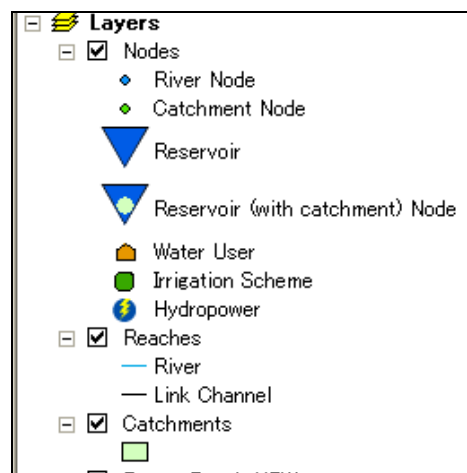 Layers
Nodes
River Node
Catchment Node
Reservoir
Reservoir (with catchment) Node
Water User
Irrigation Scheme
Hydropower
Reaches
River
Link Channel
Catchments